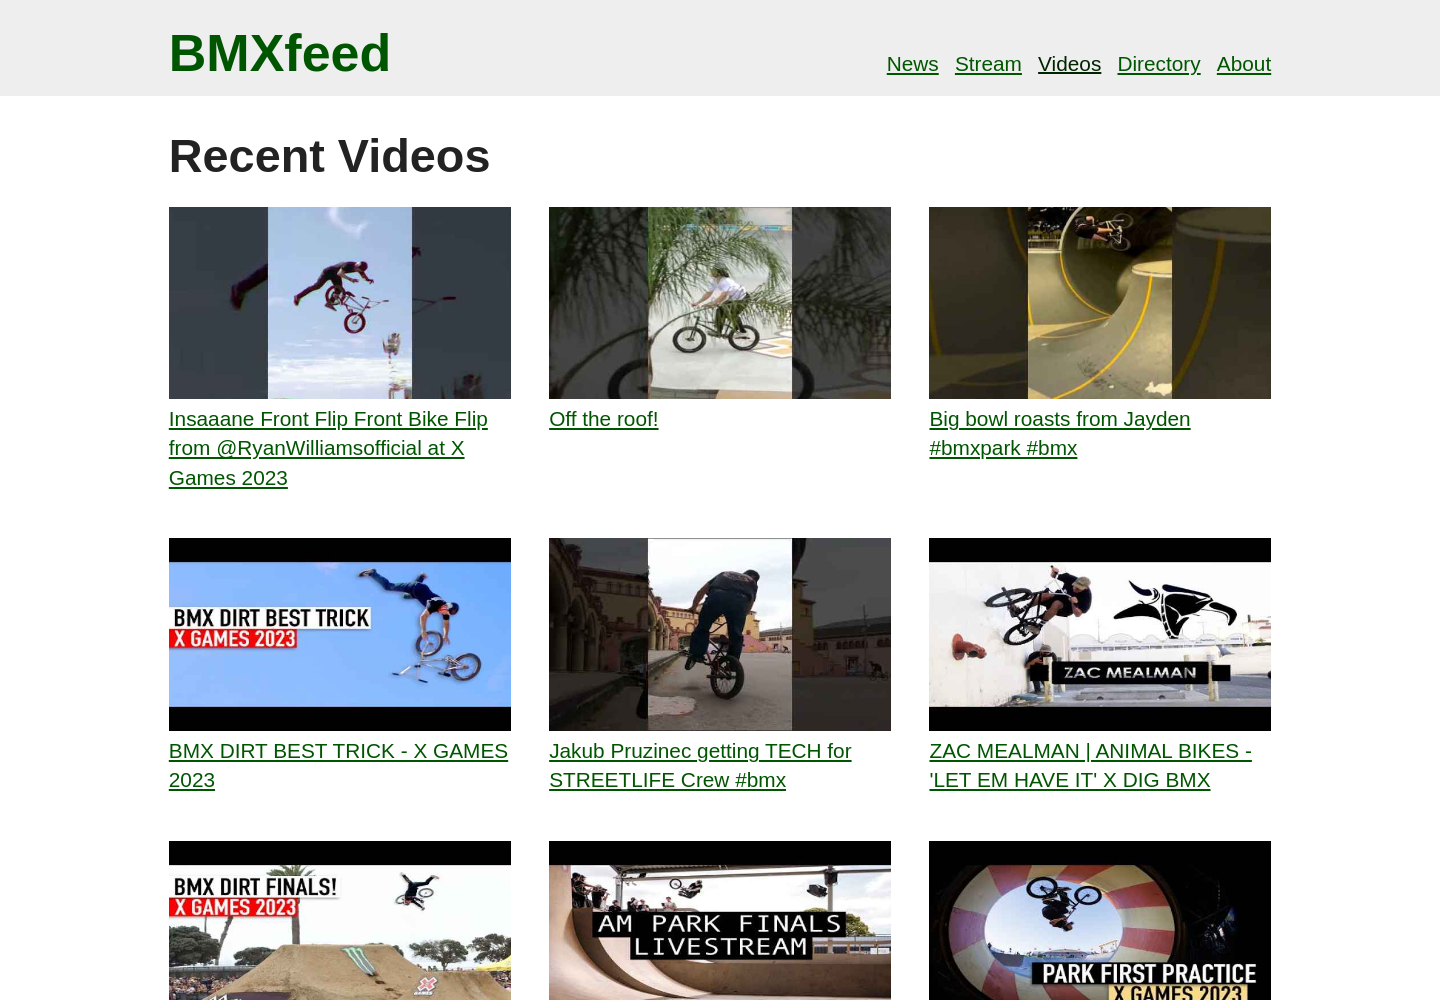 BMXfeed
News Stream Videos Directory About
Recent Videos
Insaaane Front Flip Front Bike Flip
from @RyanWilliamsofficial at X
Games 2023
Off the roof!
Big bowl roasts from Jayden
#bmxpark #bmx
BMX DIRT BEST TRICK
X GAMES 2023
ZAC MEALMAN
BMX DIRT BEST TRICK - X GAMES
2023
Jakub Pruzinec getting TECH for
STREETLIFE Crew #bmx
ZAC MEALMAN | ANIMAL BIKES -
'LET EM HAVE IT' X DIG BMX
BMX DIRT FINALS!
X GAMES 2023
X
GAMES
AM PARK FINALS
LIVESTREAM
PARK FIRST PRACTICE
X GAMES 2023